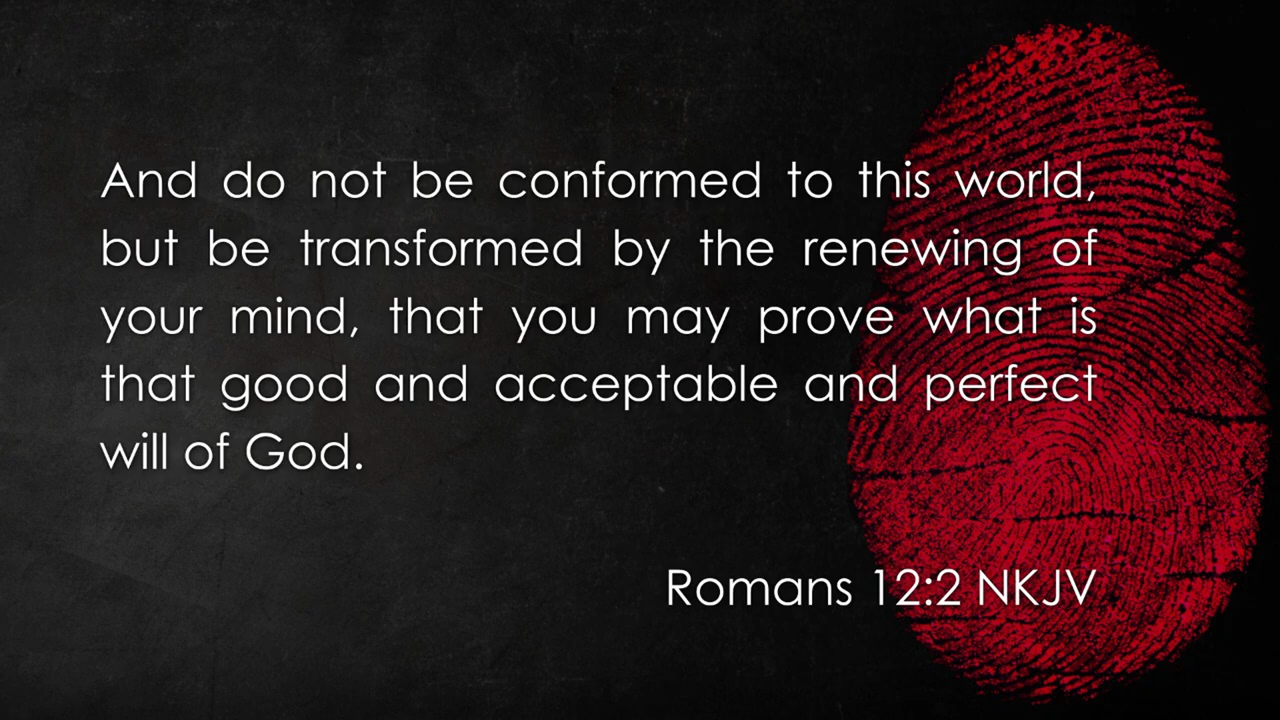 And do not be conformed to this world,
but be transformed by the renewing of
your mind, that you may prove what is
that good and acceptable and perfect
will of God.
Romans 12:2 NKJV